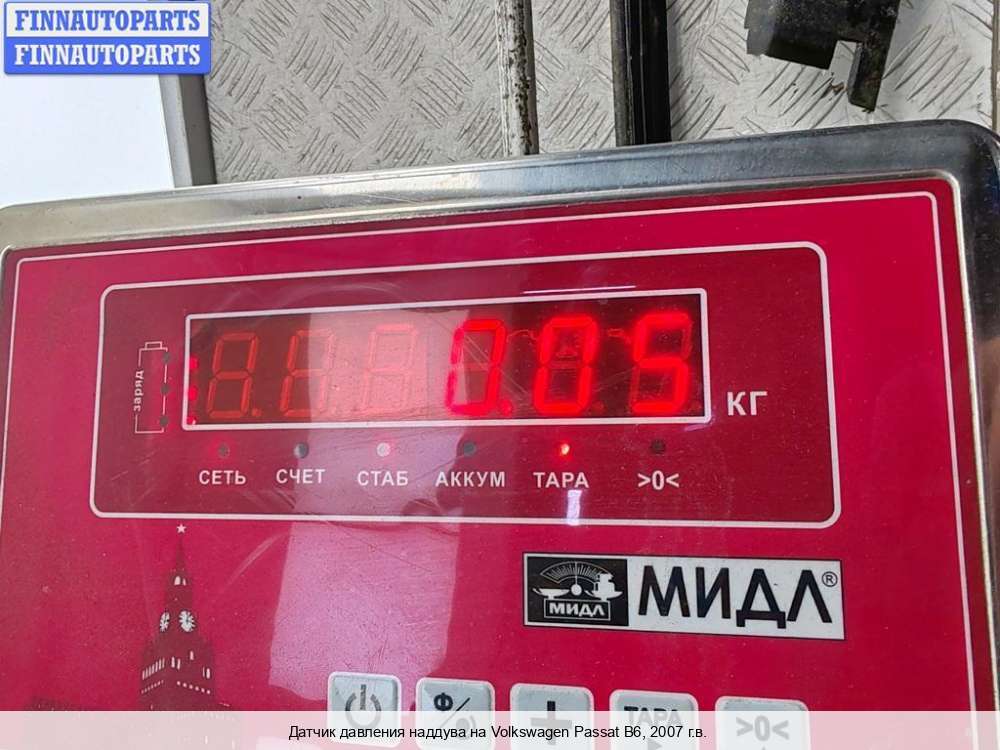 FINNAUTOPARTS
FINNAUTOPARTS
заряд
0.05
КГ
СЕТЬ СЧЕТ СТАБ АККУМ ТАРА >0<
МИДЛ
МИДЛ®
Ф/
+
ТАРА
>0<
Датчик давления наддува на Volkswagen Passat B6, 2007 г.в.